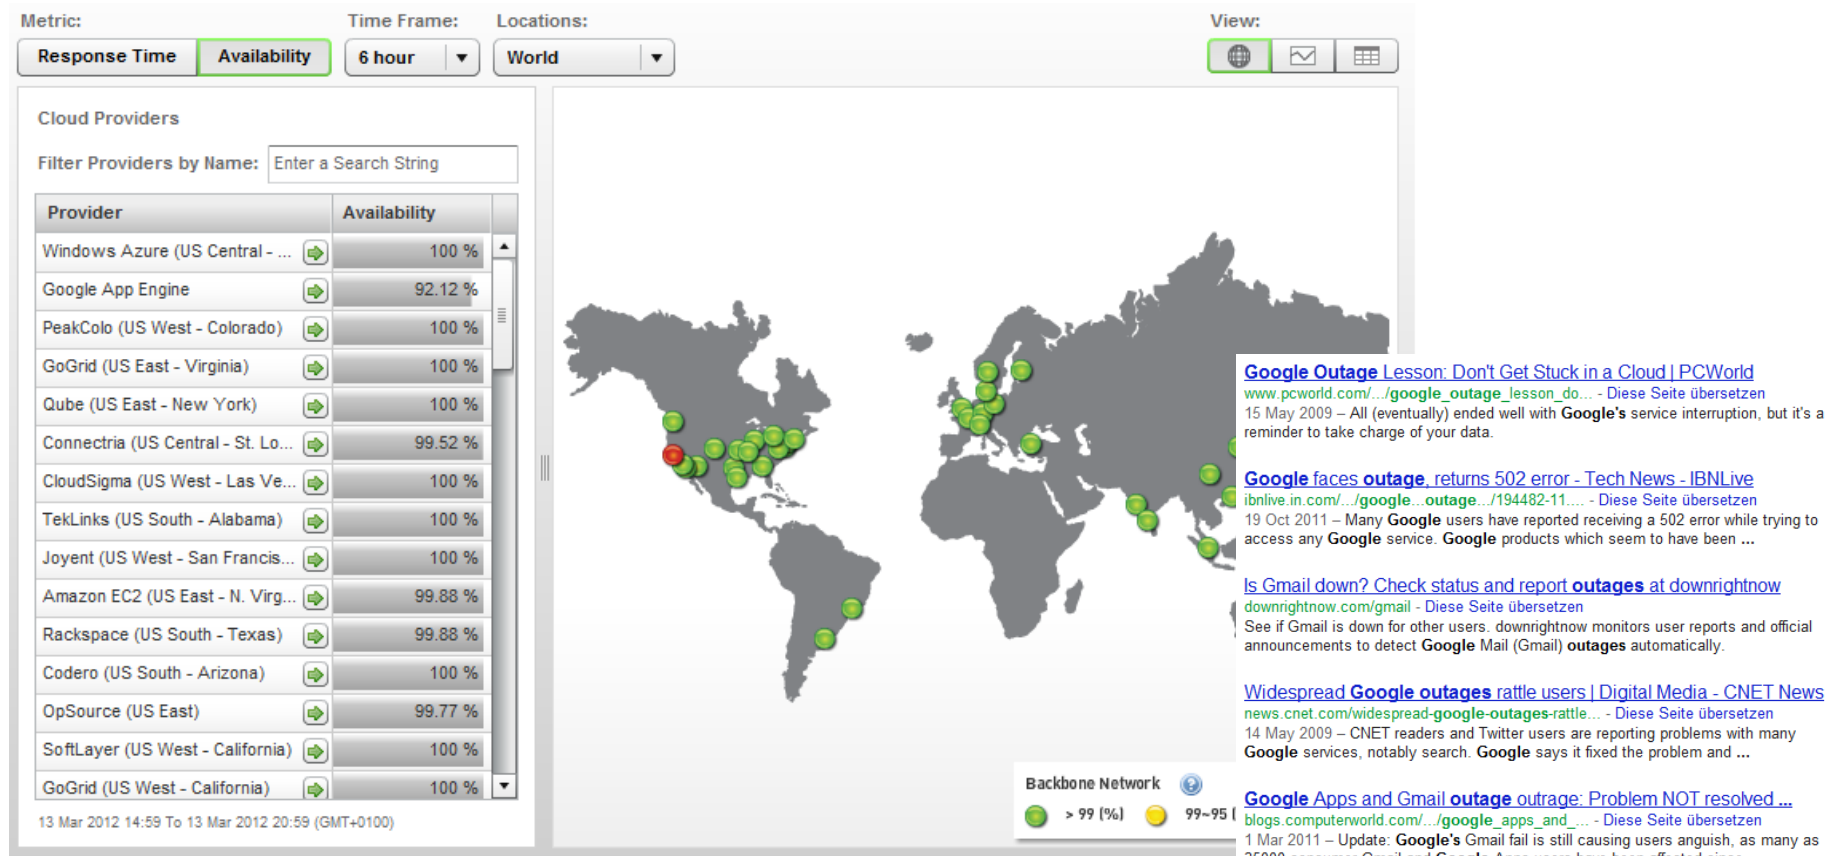 Metric: Time Frame: Locations: View:
Response Time Availability 6 hour World
Cloud Providers
Filter Providers by Name: Enter a Search String
Provider Availability
Windows Azure (US Central - ... 100 %
Google App Engine 92.12 %
PeakColo (US West - Colorado) 100 %
GoGrid (US East - Virginia) 100 %
Qube (US East - New York) 100 %
Connectria (US Central - St. Lo... 99.52 %
CloudSigma (US West - Las Ve... 100 %
TekLinks (US South - Alabama) 100 %
Joyent (US West - San Francis... 100 %
Amazon EC2 (US East - N. Virg... 99.88 %
Rackspace (US South - Texas) 99.88 %
Codero (US South - Arizona) 100 %
OpSource (US East) 99.77 %
SoftLayer (US West - California) 100 %
GoGrid (US West - California) 100 %
13 Mar 2012 14:59 To 13 Mar 2012 20:59 (GMT+0100)
Backbone Network
> 99 (%) 99~95 (
Google Outage Lesson: Don't Get Stuck in a Cloud | PCWorld
www.pcworld.com/.../google_outage_lesson_do... - Diese Seite übersetzen
15 May 2009 – All (eventually) ended well with Google's service interruption, but it's a
reminder to take charge of your data.
Google faces outage, returns 502 error - Tech News - IBNLive
ibnlive.in.com/.../google...outage.../194482-11.... - Diese Seite übersetzen
19 Oct 2011 – Many Google users have reported receiving a 502 error while trying to
access any Google service. Google products which seem to have been ...
Is Gmail down? Check status and report outages at downrightnow
downrightnow.com/gmail - Diese Seite übersetzen
See if Gmail is down for other users. downrightnow monitors user reports and official
announcements to detect Google Mail (Gmail) outages automatically.
Widespread Google outages rattle users | Digital Media - CNET News
news.cnet.com/widespread-google-outages-rattle... - Diese Seite übersetzen
14 May 2009 – CNET readers and Twitter users are reporting problems with many
Google services, notably search. Google says it fixed the problem and ...
Google Apps and Gmail outage outrage: Problem NOT resolved ...
blogs.computerworld.com/.../google_apps_and_... - Diese Seite übersetzen
1 Mar 2011 – Update: Google's Gmail fail is still causing users anguish, as many as